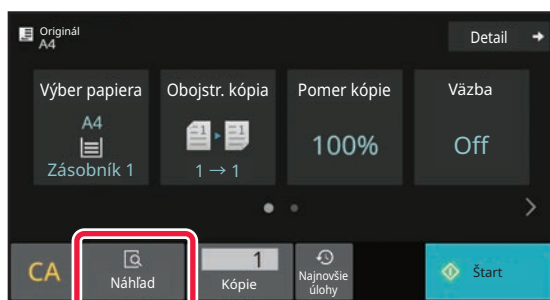 Originál
A4
Detail
Výber papiera
Obojstr. kópia
Pomer kópie
Väzba
A4
Zásobník 1
1 → 1
100%
Off
CA
Náhľad
1
Kópie
Najnovšie
úlohy
Štart